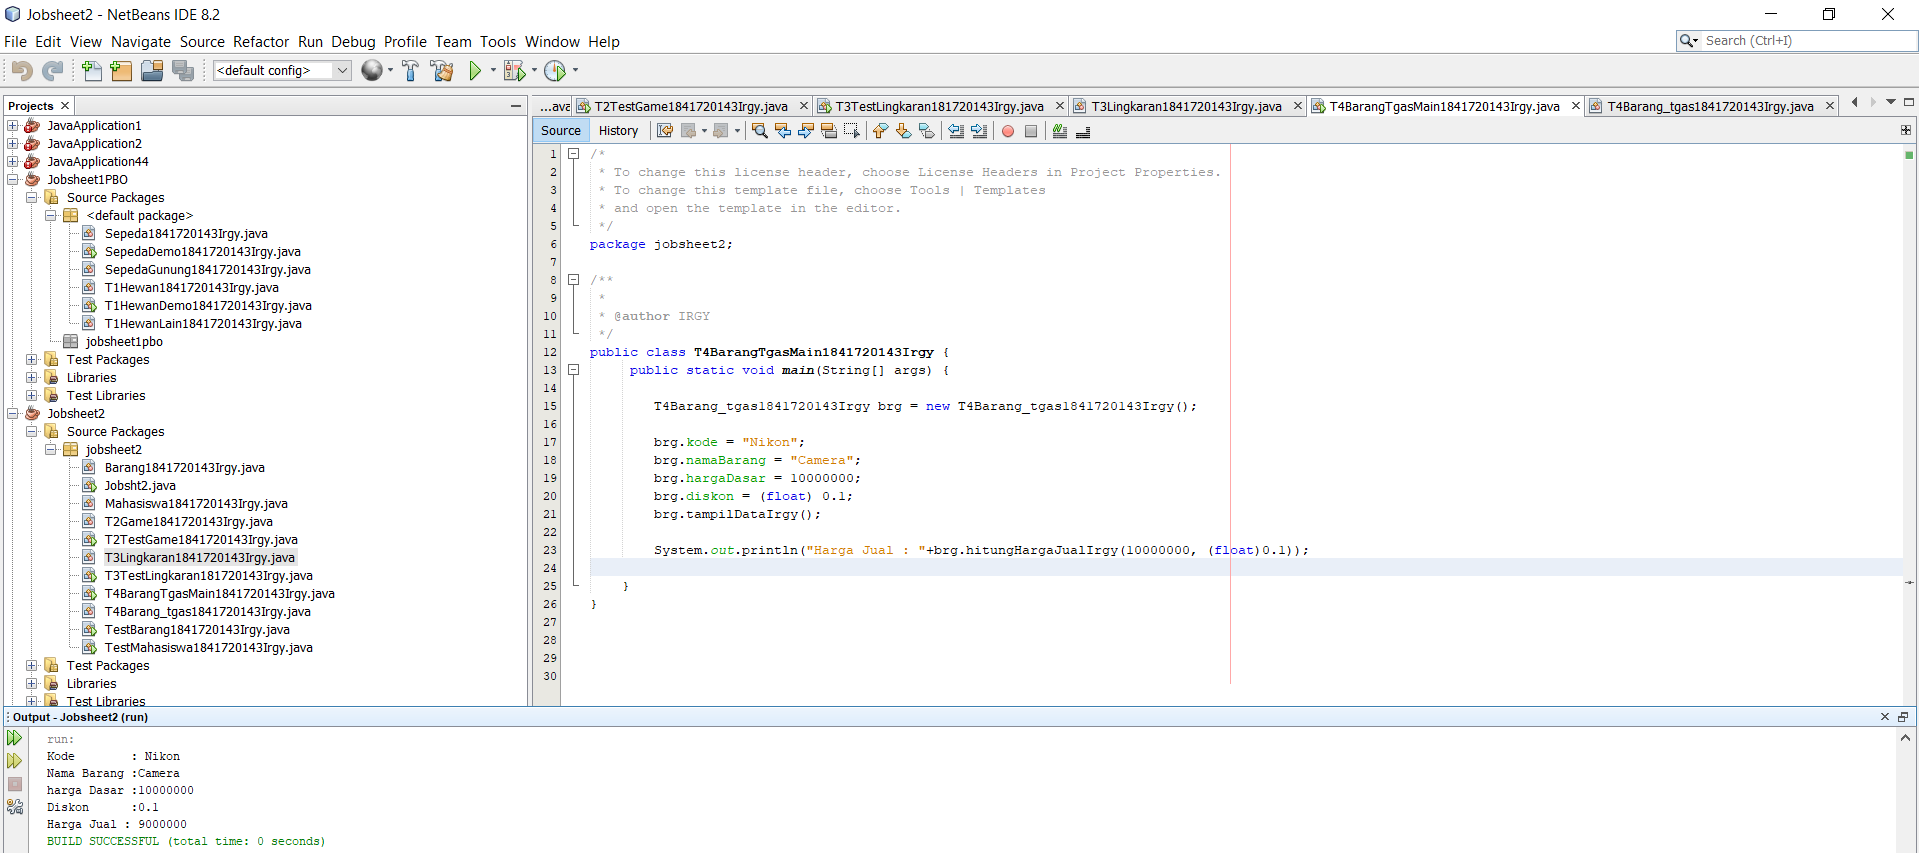 Jobsheet2 - NetBeans IDE 8.2
File Edit View Navigate Source Refactor Run Debug Profile Team Tools Window Help
Search (Ctrl+I)
<default config>
Projects
JavaApplication1
JavaApplication2
JavaApplication44
Jobsheet1PBO
Source Packages
<default package>
Sepeda1841720143Irgy.java
SepedaDemo1841720143Irgy.java
SepedaGunung1841720143Irgy.java
T1Hewan1841720143Irgy.java
T1HewanDemo1841720143Irgy.java
T1HewanLain1841720143Irgy.java
jobsheet1pbo
Test Packages
Libraries
Test Libraries
Jobsheet2
Source Packages
jobsheet2
Barang1841720143Irgy.java
Jobsht2.java
Mahasiswa1841720143Irgy.java
T2Game1841720143Irgy.java
T2TestGame1841720143Irgy.java
T3Lingkaran1841720143Irgy.java
T3TestLingkaran181720143Irgy.java
T4BarangTgasMain1841720143Irgy.java
T4Barang_tgas1841720143Irgy.java
TestBarang1841720143Irgy.java
TestMahasiswa1841720143Irgy.java
Test Packages
Libraries
Test Libraries
...ava T2TestGame1841720143Irgy.java T3TestLingkaran181720143Irgy.java T3Lingkaran1841720143Irgy.java T4BarangTgasMain1841720143Irgy.java T4Barang_tgas1841720143Irgy.java
Source History
1 /*
2 * To change this license header, choose License Headers in Project Properties.
3 * To change this template file, choose Tools | Templates
4 * and open the template in the editor.
5 */
6 package jobsheet2;
7
8 /**
9 *
10 * @author IRGY
11 */
12 public class T4BarangTgasMain1841720143Irgy {
13 public static void main(String[] args) {
14
15 T4Barang_tgas1841720143Irgy brg = new T4Barang_tgas1841720143Irgy();
16
17 brg.kode = "Nikon";
18 brg.namaBarang = "Camera";
19 brg.hargaDasar = 10000000;
20 brg.diskon = (float) 0.1;
21 brg.tampilDataIrgy();
22
23 System.out.println("Harga Jual : "+brg.hitungHargaJualIrgy(10000000, (float)0.1));
24
25 }
26 }
27
28
29
30
Output - Jobsheet2 (run)
run:
Kode : Nikon
Nama Barang :Camera
harga Dasar :10000000
Diskon :0.1
Harga Jual : 9000000
BUILD SUCCESSFUL (total time: 0 seconds)